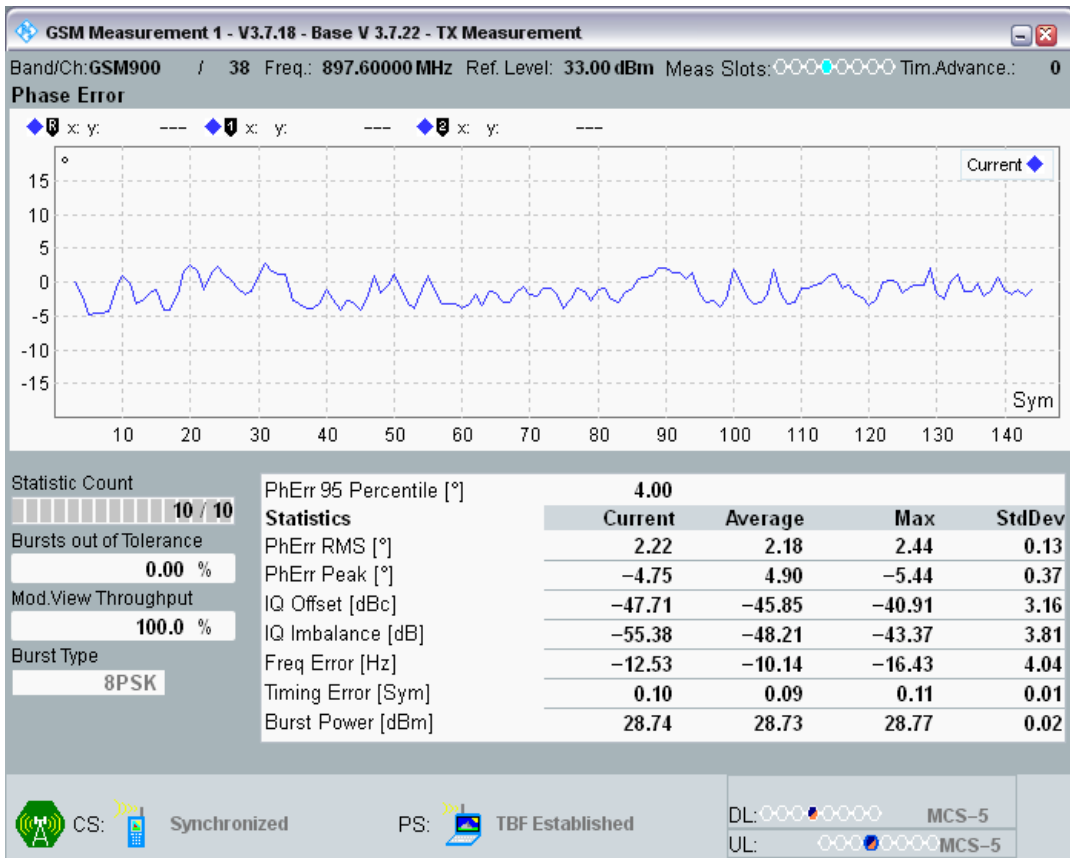 GSM Measurement 1 - V3.7.18 - Base V 3.7.22 - TX Measurement
Band/Ch:GSM900 / 38 Freq.: 897.60000 MHz Ref. Level: 33.00 dBm Meas Slots: Tim.Advance.: 0
Phase Error
R x: y: --- 1 x: y: --- 2 x: y: ---
° Current
15
10
5
0
-5
-10
-15
Sym
10 20 30 40 50 60 70 80 90 100 110 120 130 140
Statistic Count
10 / 10
Bursts out of Tolerance
0.00 %
Mod.View Throughput
100.0 %
Burst Type
8PSK
PhErr 95 Percentile [°] 4.00
Statistics Current Average Max StdDev
PhErr RMS [°] 2.22 2.18 2.44 0.13
PhErr Peak [°] −4.75 4.90 −5.44 0.37
IQ Offset [dBc] −47.71 −45.85 −40.91 3.16
IQ Imbalance [dB] −55.38 −48.21 −43.37 3.81
Freq Error [Hz] −12.53 −10.14 −16.43 4.04
Timing Error [Sym] 0.10 0.09 0.11 0.01
Burst Power [dBm] 28.74 28.73 28.77 0.02
CS: Synchronized PS: TBF Established
DL: MCS−5
UL: MCS−5